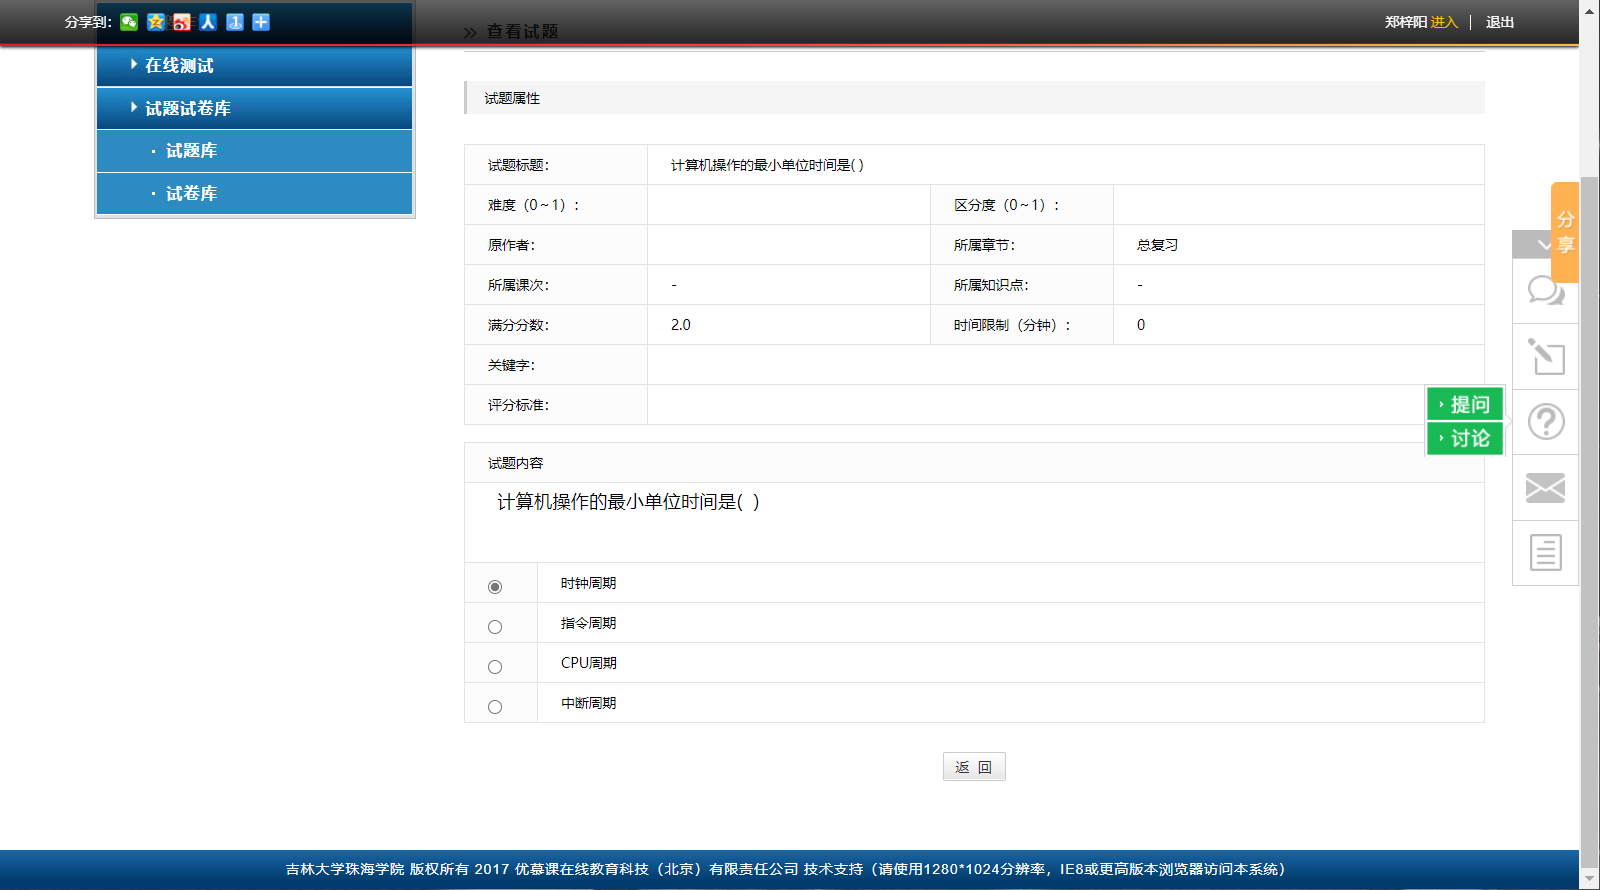 分享到：
郑梓阳 进入 | 退出
» 查看试题
在线测试
试题试卷库
· 试题库
· 试卷库
试题属性
试题标题： 计算机操作的最小单位时间是( )
难度（0～1）： 区分度（0～1）：
原作者： 所属章节： 总复习
所属课次： - 所属知识点： -
满分分数： 2.0 时间限制（分钟）： 0
关键字：
评分标准：
试题内容
计算机操作的最小单位时间是( )
时钟周期
指令周期
CPU周期
中断周期
返 回
分享
提问
讨论
吉林大学珠海学院 版权所有 2017 优慕课在线教育科技（北京）有限责任公司 技术支持（请使用1280*1024分辨率，IE8或更高版本浏览器访问本系统）